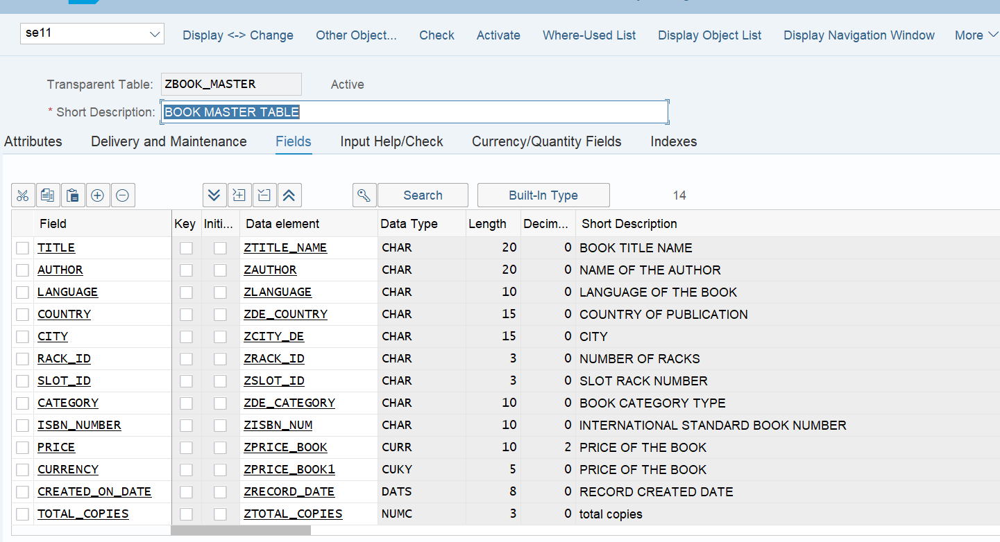 se11 Display <-> Change Other Object... Check Activate Where-Used List Display Object List Display Navigation Window More
Transparent Table: ZBOOK_MASTER Active
* Short Description: BOOK MASTER TABLE
Attributes Delivery and Maintenance Fields Input Help/Check Currency/Quantity Fields Indexes
Search Built-In Type 14
Field Key Initi... Data element Data Type Length Decim... Short Description
TITLE ZTITLE_NAME CHAR 20 0 BOOK TITLE NAME
AUTHOR ZAUTHOR CHAR 20 0 NAME OF THE AUTHOR
LANGUAGE ZLANGUAGE CHAR 10 0 LANGUAGE OF THE BOOK
COUNTRY ZDE_COUNTRY CHAR 15 0 COUNTRY OF PUBLICATION
CITY ZCITY_DE CHAR 15 0 CITY
RACK_ID ZRACK_ID CHAR 3 0 NUMBER OF RACKS
SLOT_ID ZSLOT_ID CHAR 3 0 SLOT RACK NUMBER
CATEGORY ZDE_CATEGORY CHAR 10 0 BOOK CATEGORY TYPE
ISBN_NUMBER ZISBN_NUM CHAR 10 0 INTERNATIONAL STANDARD BOOK NUMBER
PRICE ZPRICE_BOOK CURR 10 2 PRICE OF THE BOOK
CURRENCY ZPRICE_BOOK1 CUKY 5 0 PRICE OF THE BOOK
CREATED_ON_DATE ZRECORD_DATE DATS 8 0 RECORD CREATED DATE
TOTAL_COPIES ZTOTAL_COPIES NUMC 3 0 total copies